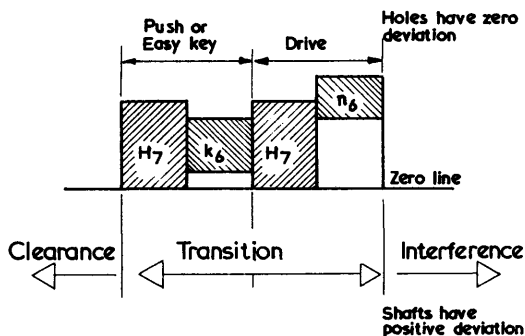 Push or
Easy key
Drive
Holes have zero
deviation
H7
k6
H7
n6
Zero line
Clearance
Transition
Interference
Shafts have
positive deviation